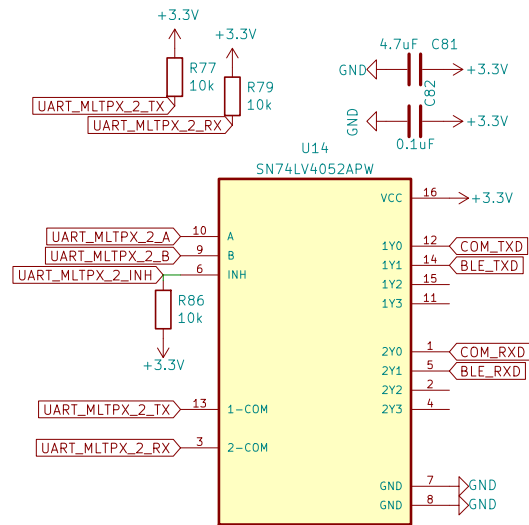 +3.3V
+3.3V
R77
10k
R79
10k
UART_MLTPX_2_TX
UART_MLTPX_2_RX
4.7uF C81
GND +3.3V
C82
GND +3.3V
0.1uF
U14
SN74LV4052APW
VCC 16 +3.3V
UART_MLTPX_2_A 10 A
UART_MLTPX_2_B 9 B
UART_MLTPX_2_INH 6 INH
1Y0 12 COM_TXD
1Y1 14 BLE_TXD
1Y2 15
1Y3 11
R86
10k
+3.3V
2Y0 1 COM_RXD
2Y1 5 BLE_RXD
2Y2 2
2Y3 4
UART_MLTPX_2_TX 13 1-COM
UART_MLTPX_2_RX 3 2-COM
GND 7 GND
GND 8 GND